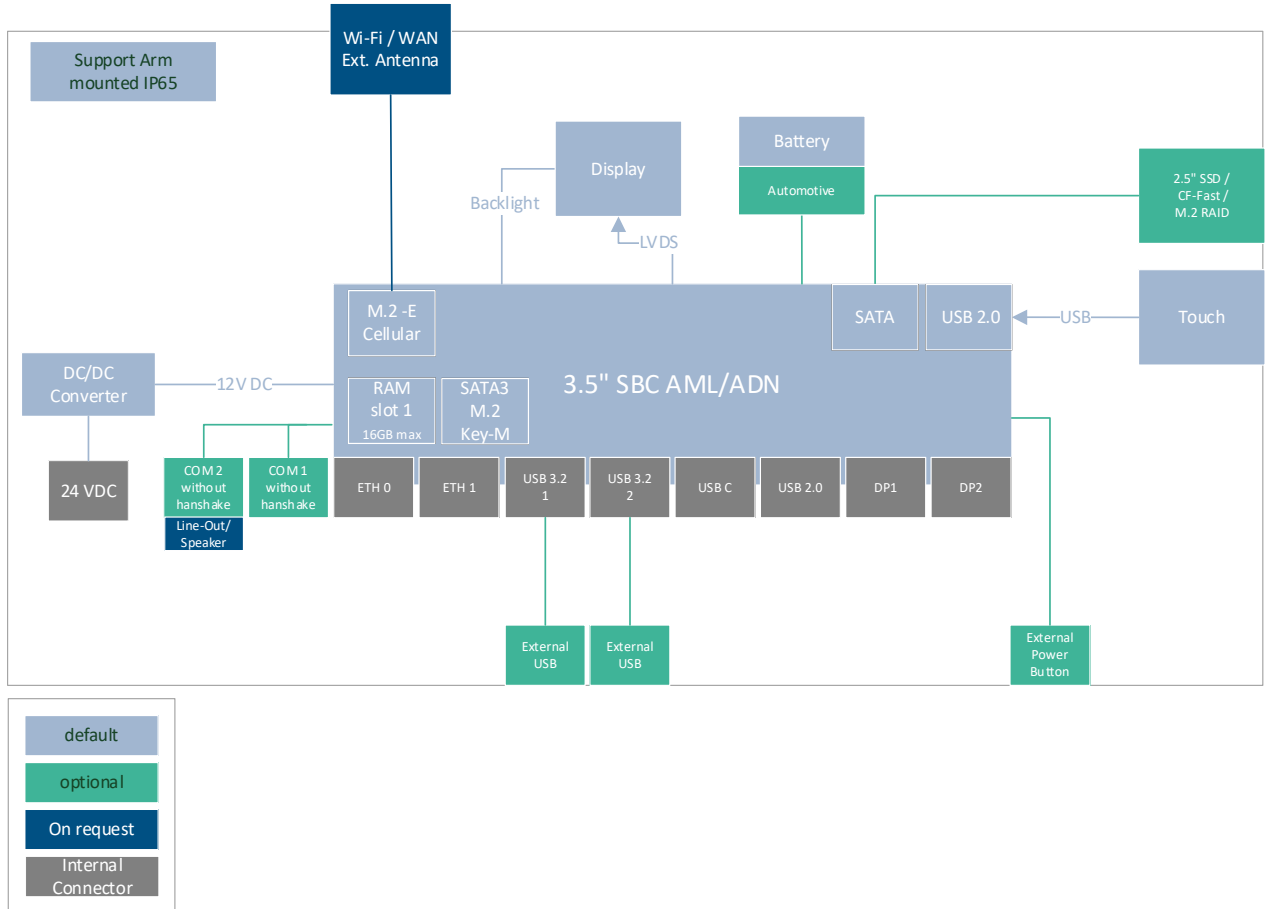 Wi-Fi / WAN
Ext. Antenna
Support Arm
mounted IP65
Display
Battery
Automotive
2.5" SSD /
CF-Fast /
M.2 RAID
Backlight
LVDS
M.2 -E
Cellular
SATA
USB 2.0
USB
Touch
DC/DC
Converter
12V DC
RAM
slot 1
16GB max
SATA3
M.2
Key-M
3.5" SBC AML/ADN
24 VDC
COM 2
without
hanshake
COM 1
without
hanshake
ETH 0
ETH 1
USB 3.2
1
USB 3.2
2
USB C
USB 2.0
DP1
DP2
Line-Out/
Speaker
External
USB
External
USB
External
Power
Button
default
optional
On request
Internal
Connector